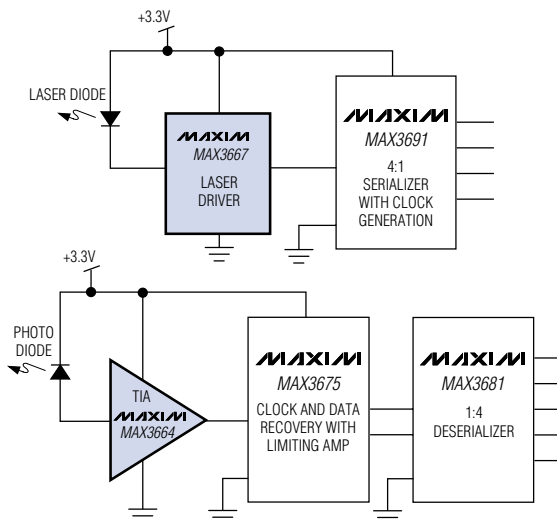 +3.3V
LASER DIODE
MAXIM
MAX3667
LASER
DRIVER
MAXIM
MAX3691
4:1
SERIALIZER
WITH CLOCK
GENERATION
+3.3V
PHOTO
DIODE
TIA
MAXIM
MAX3664
MAXIM
MAX3675
CLOCK AND DATA
RECOVERY WITH
LIMITING AMP
MAXIM
MAX3681
1:4
DESERIALIZER